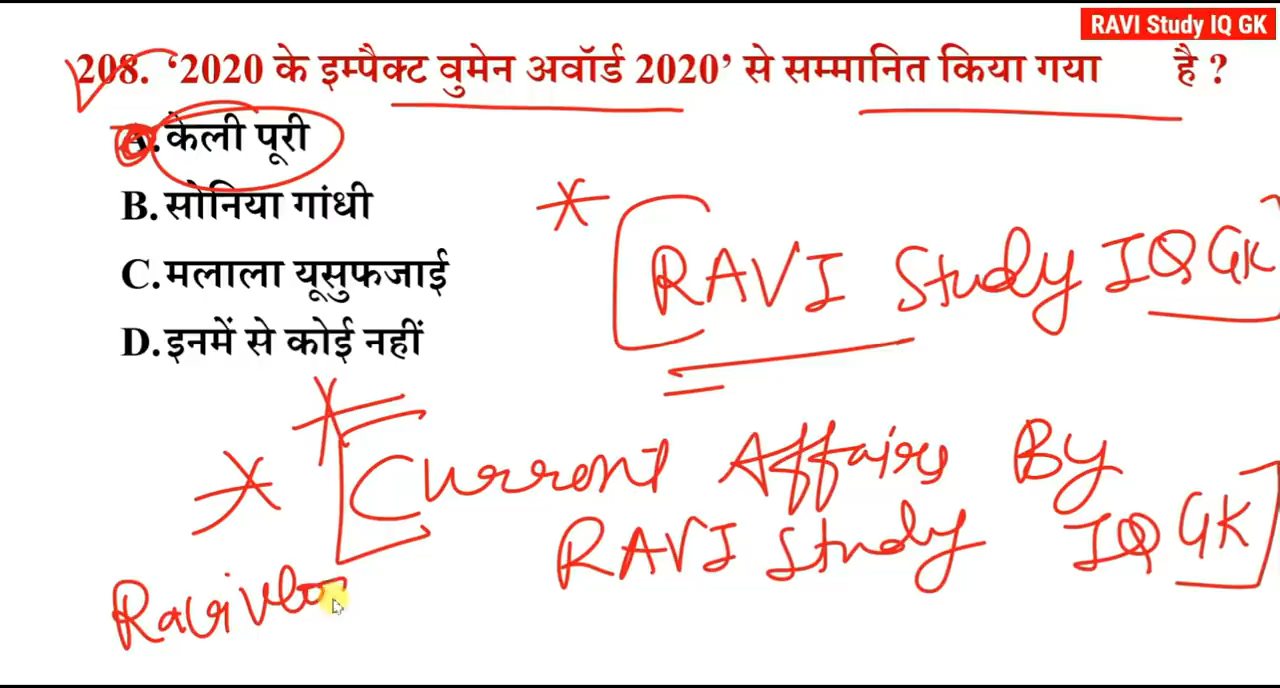 RAVI Study IQ GK
208. ‘2020 के इम्पैक्ट वुमेन अवॉर्ड 2020’ से सम्मानित किया गया है ?
A. केली पूरी
B. सोनिया गांधी
C. मलाला यूसुफजाई
D. इनमें से कोई नहीं
RAVI Study IQ GK
Current Affairs By
RAVI Study IQ GK
Ravi